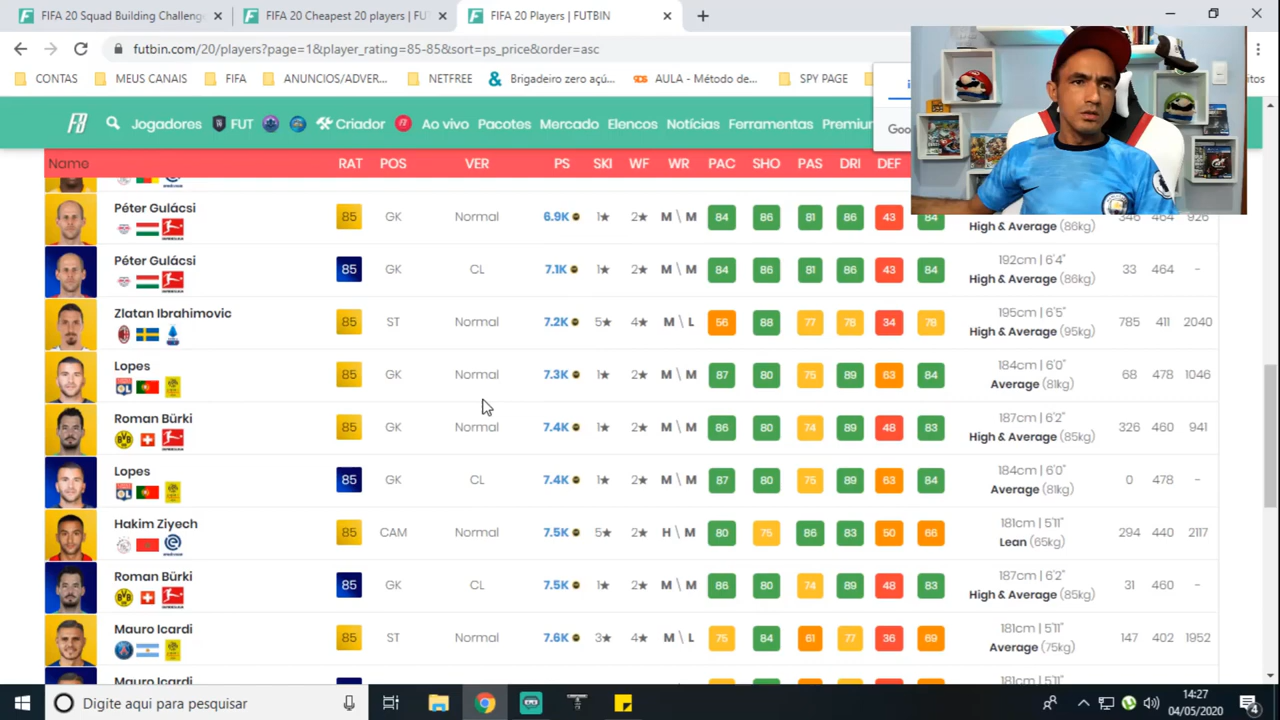 FIFA 20 Squad Building Challeng
FIFA 20 Cheapest 20 players | FUT
FIFA 20 Players | FUTBIN
futbin.com/20/players?page=1&player_rating=85-85&sort=ps_price&order=asc
CONTAS MEUS CANAIS FIFA ANUNCIOS/ADVER... NETFREE Brigadeiro zero açú... AULA - Método de... SPY PAGE
Jogadores FUT Criados Ao vivo Pacotes Mercado Elencos Notícias Ferramentas Premium
Name RAT POS VER PS SKI WF WR PAC SHO PAS DRI DEF
Péter Gulácsi 85 GK Normal 6.9K 1★ 2★ M \ M 84 86 81 86 43 84 346 464 926
High & Average (86kg)
Péter Gulácsi 85 GK CL 7.1K 1★ 2★ M \ M 84 86 81 86 43 84 192cm | 6'4" 33 464 -
High & Average (86kg)
Zlatan Ibrahimovic 85 ST Normal 7.2K 5★ 4★ M \ L 56 88 77 78 34 78 195cm | 6'5" 785 411 2040
High & Average (95kg)
Lopes 85 GK Normal 7.3K 1★ 2★ M \ M 87 80 75 89 63 84 184cm | 6'0" 68 478 1046
Average (81kg)
Roman Bürki 85 GK Normal 7.4K 1★ 2★ M \ M 86 80 74 89 48 83 187cm | 6'2" 326 460 941
High & Average (85kg)
Lopes 85 GK CL 7.4K 1★ 2★ M \ M 87 80 75 89 63 84 184cm | 6'0" 0 478 -
Average (81kg)
Hakim Ziyech 85 CAM Normal 7.5K 5★ 2★ H \ M 80 75 86 83 50 66 181cm | 5'11" 294 440 2117
Lean (65kg)
Roman Bürki 85 GK CL 7.5K 1★ 2★ M \ M 86 80 74 89 48 83 187cm | 6'2" 31 460 -
High & Average (85kg)
Mauro Icardi 85 ST Normal 7.6K 3★ 4★ M \ L 75 84 61 77 36 69 181cm | 5'11" 147 402 1952
Average (75kg)
Mauro Icardi 181cm | 5'11"
Digite aqui para pesquisar
14:27
04/05/2020
4